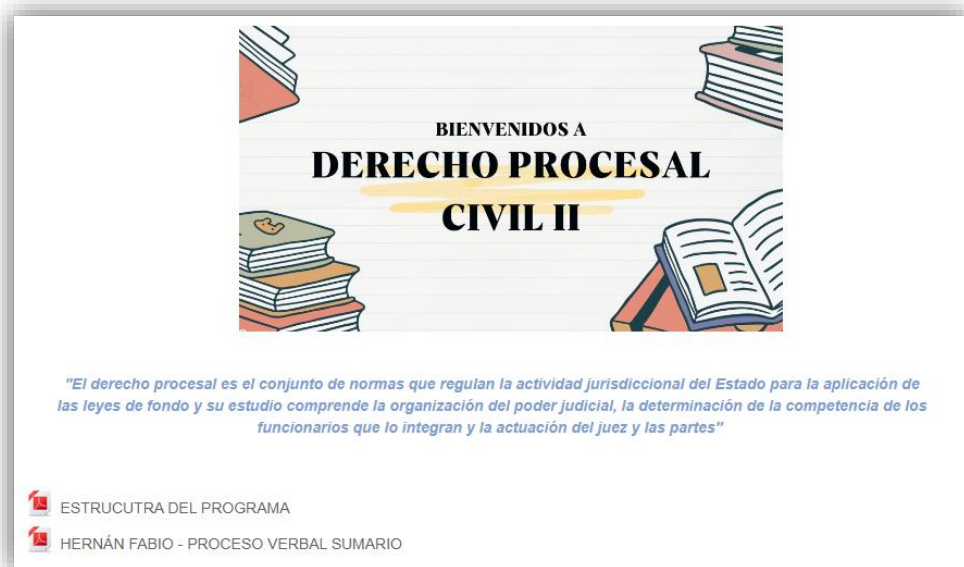 BIENVENIDOS A
DERECHO PROCESAL
CIVIL II
"El derecho procesal es el conjunto de normas que regulan la actividad jurisdiccional del Estado para la aplicación de
las leyes de fondo y su estudio comprende la organización del poder judicial, la determinación de la competencia de los
funcionarios que lo integran y la actuación del juez y las partes"
ESTRUCUTRA DEL PROGRAMA
HERNÁN FABIO - PROCESO VERBAL SUMARIO